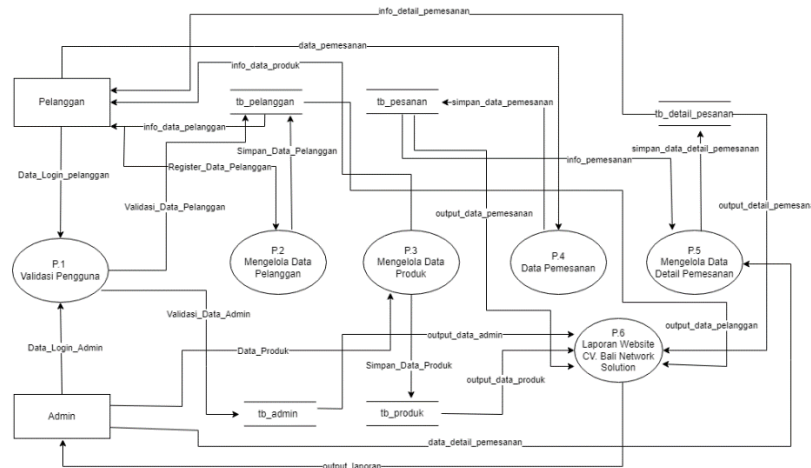 info_detail_pemesanan
data_pemesanan
info_data_produk
Pelanggan
tb_pelanggan
tb_pesanan
simpan_data_pemesanan
tb_detail_pesanan
info_data_pelanggan
Simpan_Data_Pelanggan
simpan_data_detail_pemesanan
info_pemesanan
Register_Data_Pelanggan
Data_Login_pelanggan
Validasi_Data_Pelanggan
output_data_pemesanan
output_detail_pemesanan
P.1
Validasi Pengguna
P.2
Mengelola Data
Pelanggan
P.3
Mengelola Data
Produk
P.4
Data Pemesanan
P.5
Mengelola Data
Detail Pemesanan
Validasi_Data_Admin
output_data_admin
output_data_pelanggan
P.6
Laporan Website
CV. Bali Network
Solution
Data_Login_Admin
Data_Produk
Simpan_Data_Produk
output_data_produk
Admin
tb_admin
tb_produk
data_detail_pemesanan
output_laporan